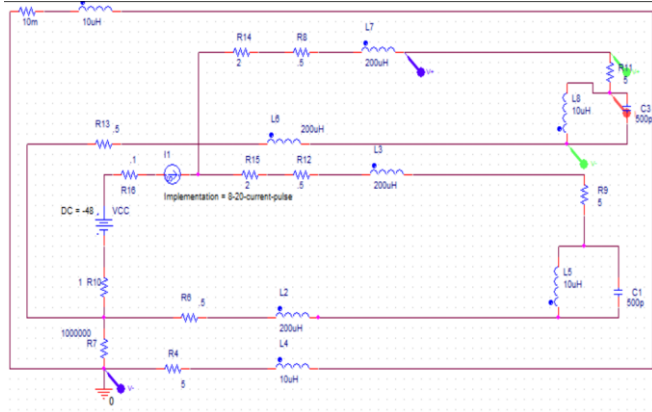 10m
10uH
L7
R14
R8
2
.5
200uH
V+
R11
5
V+
L8
10uH
C3
500p
R13
.5
L6
200uH
V-
I1
.1
R16
R15
R12
L3
2
.5
200uH
Implementation = 8-20-current-pulse
R9
5
DC = -48
VCC
1
R10
L5
10uH
C1
500p
R6
.5
L2
200uH
1000000
R7
R4
5
L4
10uH
V-
0